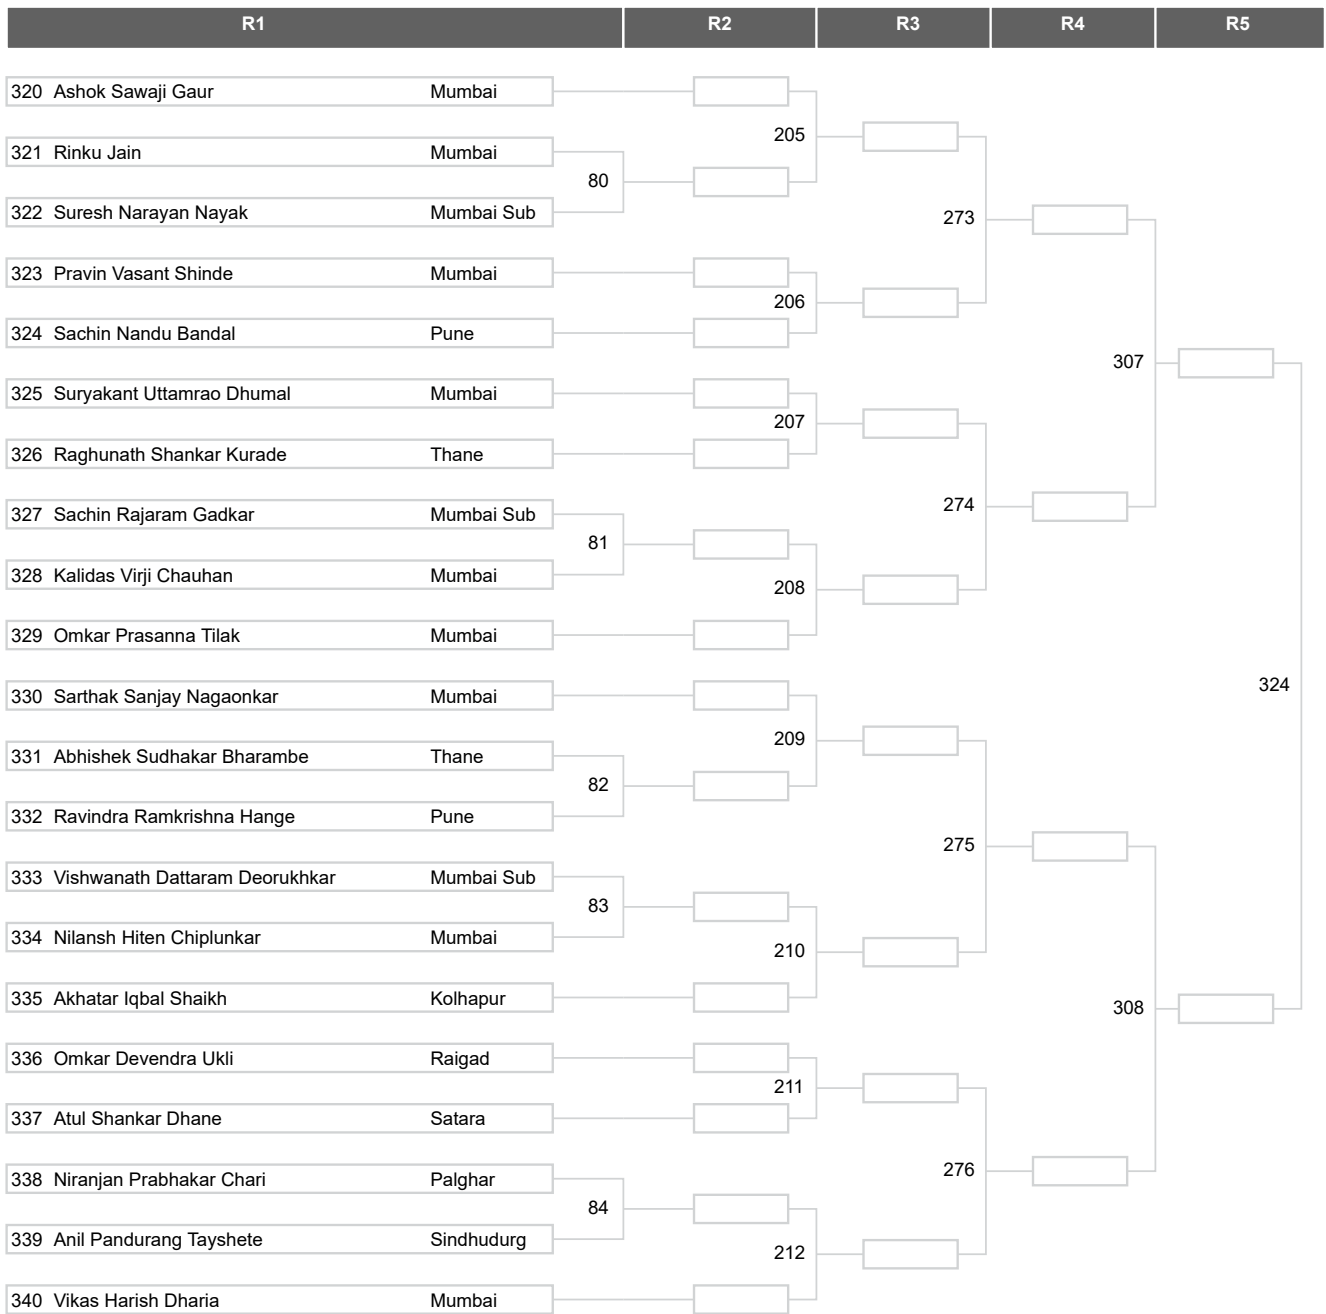 R1 R2 R3 R4 R5
320 Ashok Sawaji Gaur Mumbai
205
321 Rinku Jain Mumbai
80
322 Suresh Narayan Nayak Mumbai Sub
273
323 Pravin Vasant Shinde Mumbai
206
324 Sachin Nandu Bandal Pune
307
325 Suryakant Uttamrao Dhumal Mumbai
207
326 Raghunath Shankar Kurade Thane
274
327 Sachin Rajaram Gadkar Mumbai Sub
81
328 Kalidas Virji Chauhan Mumbai
208
329 Omkar Prasanna Tilak Mumbai
324
330 Sarthak Sanjay Nagaonkar Mumbai
209
331 Abhishek Sudhakar Bharambe Thane
82
332 Ravindra Ramkrishna Hange Pune
275
333 Vishwanath Dattaram Deorukhkar Mumbai Sub
83
334 Nilansh Hiten Chiplunkar Mumbai
210
335 Akhatar Iqbal Shaikh Kolhapur
308
336 Omkar Devendra Ukli Raigad
211
337 Atul Shankar Dhane Satara
276
338 Niranjan Prabhakar Chari Palghar
84
339 Anil Pandurang Tayshete Sindhudurg
212
340 Vikas Harish Dharia Mumbai